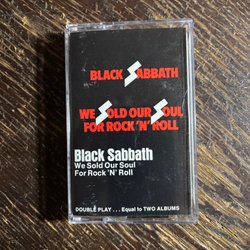 BLACK SABBATH
WE SOLD OUR SOUL
FOR ROCK 'N' ROLL
Black Sabbath
We Sold Our Soul
For Rock 'N' Roll
DOUBLE PLAY . . . Equal to TWO ALBUMS